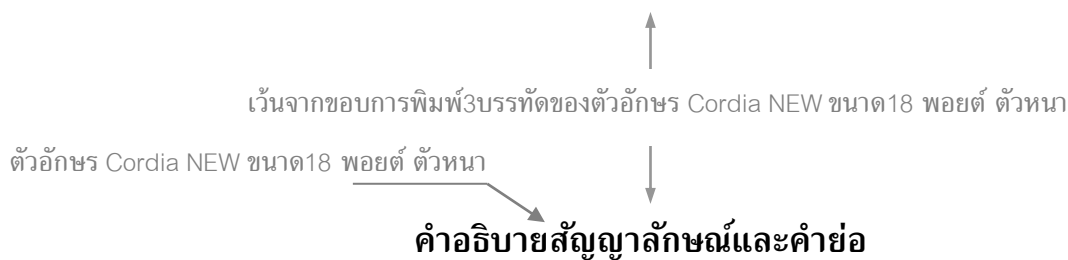 เว้นจากขอบการพิมพ์3บรรทัดของตัวอักษร Cordia NEW ขนาด18 พอยต์ ตัวหนา
ตัวอักษร Cordia NEW ขนาด18 พอยต์ ตัวหนา
คำอธิบายสัญญาลักษณ์และคำย่อ